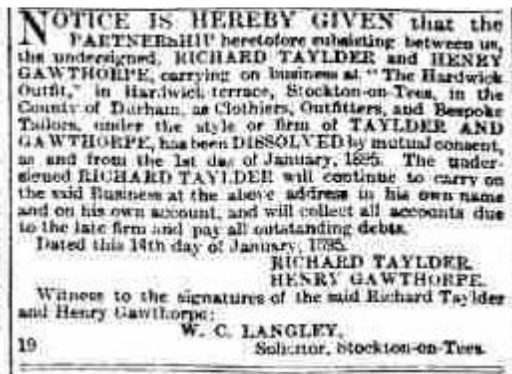 NOTICE IS HEREBY GIVEN that the
PARTNERSHIP heretofore subsisting between us,
the undersigned, RICHARD TAYLDER and HENRY
GAWTHORPE, carrying on business at "The Hardwick
Outfit," in Hardwick-terrace, Stockton-on-Tees, in the
County of Durham, as Clothiers, Outfitters, and Bespoke
Tailors, under the style or firm of TAYLDER AND
GAWTHORPE, has been DISSOLVED by mutual consent,
as and from the 1st day of January, 1895. The under-
signed RICHARD TAYLDER will continue to carry on
the said Business at the above address in his own name
and on his own account, and will collect all accounts due
to the late firm and pay all outstanding debts.
Dated this 14th day of January, 1895.
RICHARD TAYLDER.
HENRY GAWTHORPE.
Witness to the signatures of the said Richard Taylder
and Henry Gawthorpe:
W. C. LANGLEY,
19 Solicitor, Stockton-on-Tees.